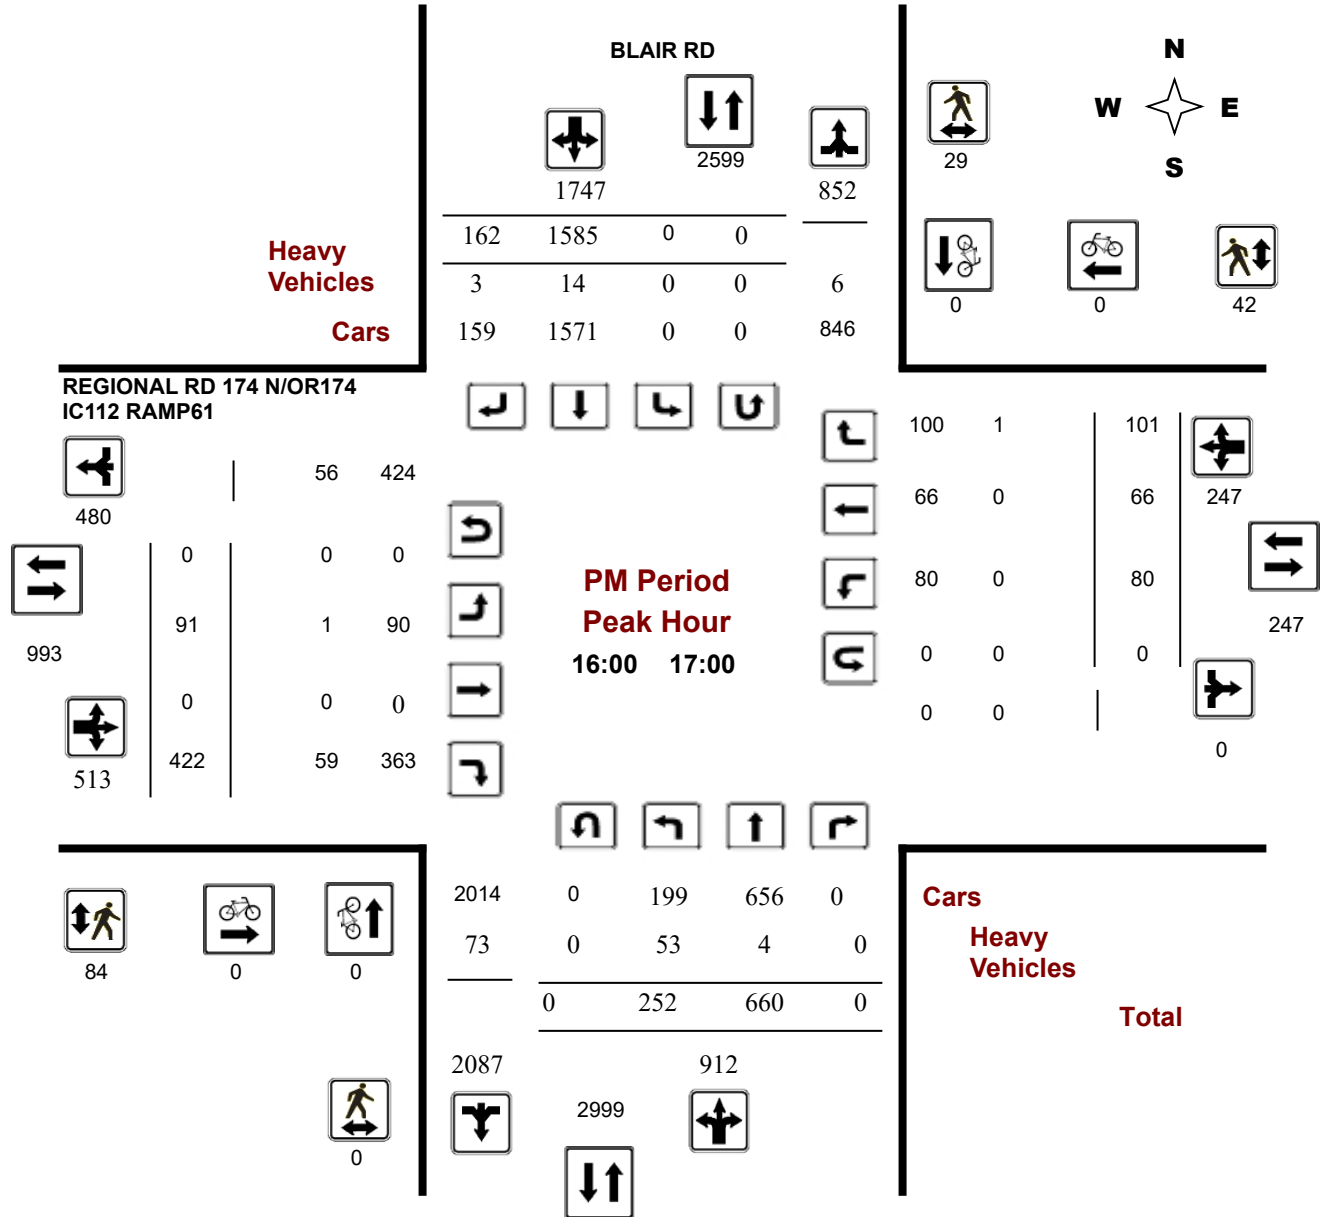 BLAIR RD
N
W E
S
2599
29
1747
852
162 1585 0 0
Heavy
Vehicles
3 14 0 0 6
0 0 42
Cars
159 1571 0 0 846
REGIONAL RD 174 N/OR174
IC112 RAMP61
100 1 101
56 424
480
66 0 66 247
0 0 0
PM Period
80 0 80
Peak Hour
91 1 90
247
993
16:00 17:00
0 0 0
0 0 0
0 0
0
422 59 363
513
2014 0 199 656 0
Cars
73 0 53 4 0
Heavy
Vehicles
84 0 0
0 252 660 0
Total
2087 912
2999
0